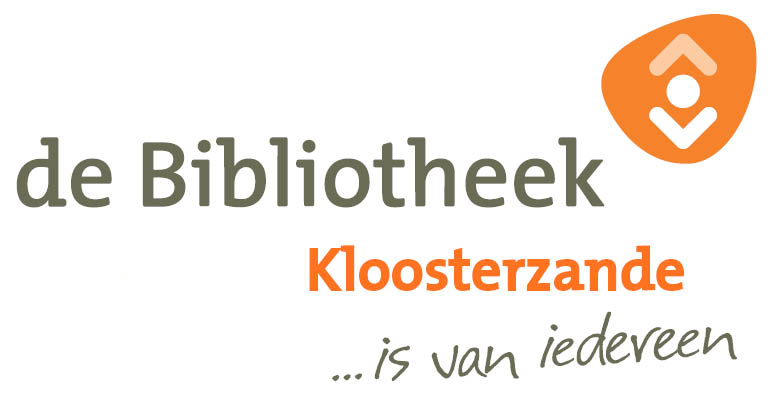 de Bibliotheek
Kloosterzande
...is van iedereen